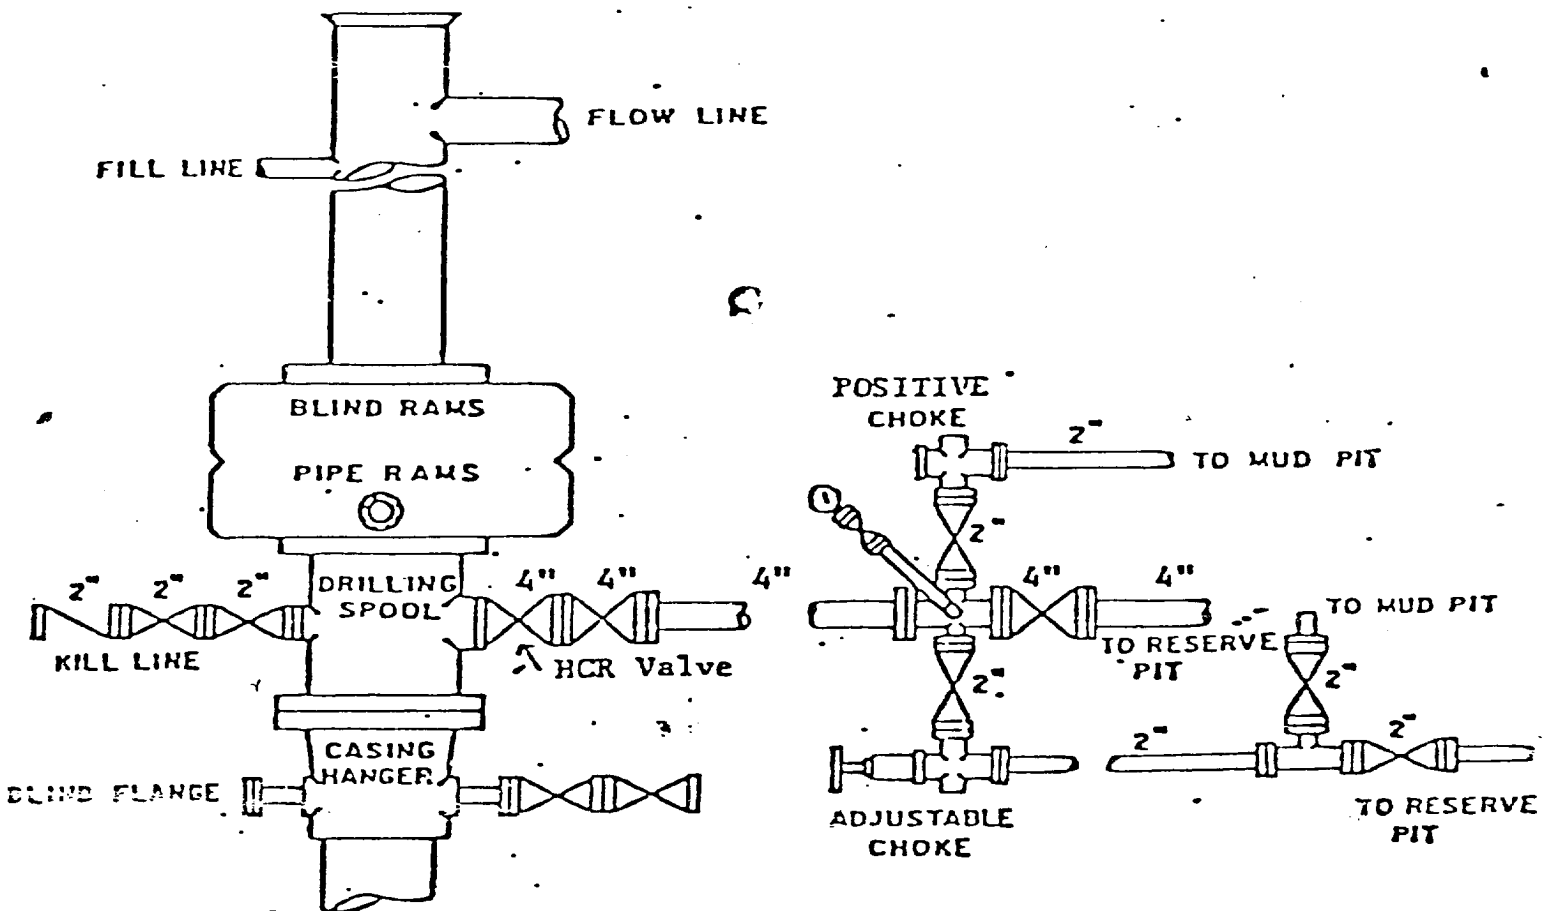 FLOW LINE
FILL LINE
BLIND RAMS
PIPE RAMS
DRILLING
SPOOL
2"
2"
2"
4"
4"
4"
KILL LINE
HCR Valve
CASING
HANGER
BLIND FLANGE
POSITIVE
CHOKE
2"
TO MUD PIT
2"
4"
4"
TO RESERVE
PIT
2"
TO MUD PIT
2"
2"
2"
ADJUSTABLE
CHOKE
TO RESERVE
PIT